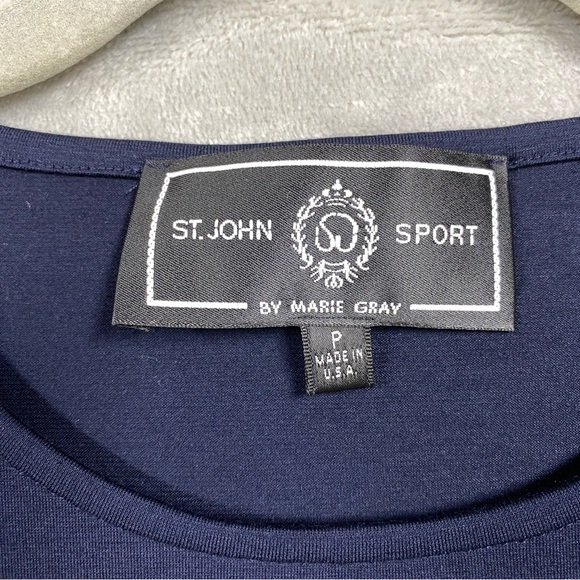 ST. JOHN SPORT
BY MARIE GRAY
P
MADE IN
U.S.A.